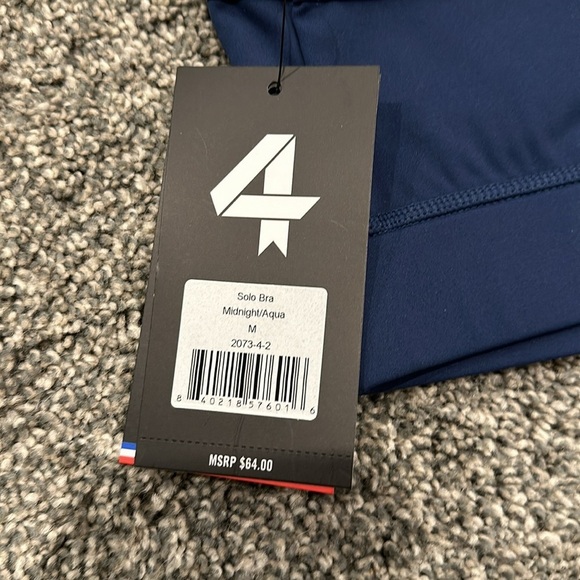 4
Solo Bra
Midnight/Aqua
M
2073-4-2
8 40218 57601 6
MSRP $64.00